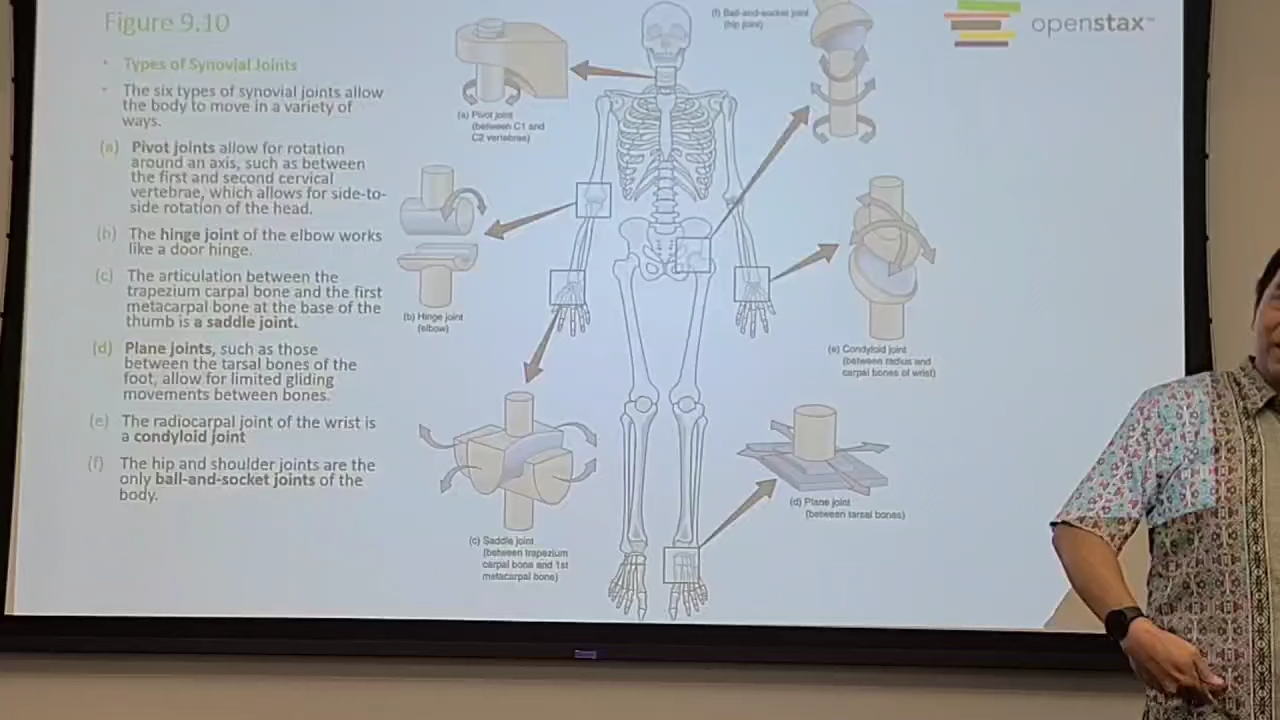 Figure 9.10
• Types of Synovial Joints
• The six types of synovial joints allow
the body to move in a variety of
ways.
(a) Pivot joints allow for rotation
around an axis, such as between
the first and second cervical
vertebrae, which allows for side-to-
side rotation of the head.
(b) The hinge joint of the elbow works
like a door hinge.
(c) The articulation between the
trapezium carpal bone and the first
metacarpal bone at the base of the
thumb is a saddle joint.
(d) Plane joints, such as those
between the tarsal bones of the
foot, allow for limited gliding
movements between bones.
(e) The radiocarpal joint of the wrist is
a condyloid joint
(f) The hip and shoulder joints are the
only ball-and-socket joints of the
body.
(a) Pivot joint
(between C1 and
C2 vertebrae)
(f) Ball-and-socket joint
(hip joint)
openstax™
(b) Hinge joint
(elbow)
(e) Condyloid joint
(between radius and
carpal bones of wrist)
(c) Saddle joint
(between trapezium
carpal bone and 1st
metacarpal bone)
(d) Plane joint
(between tarsal bones)